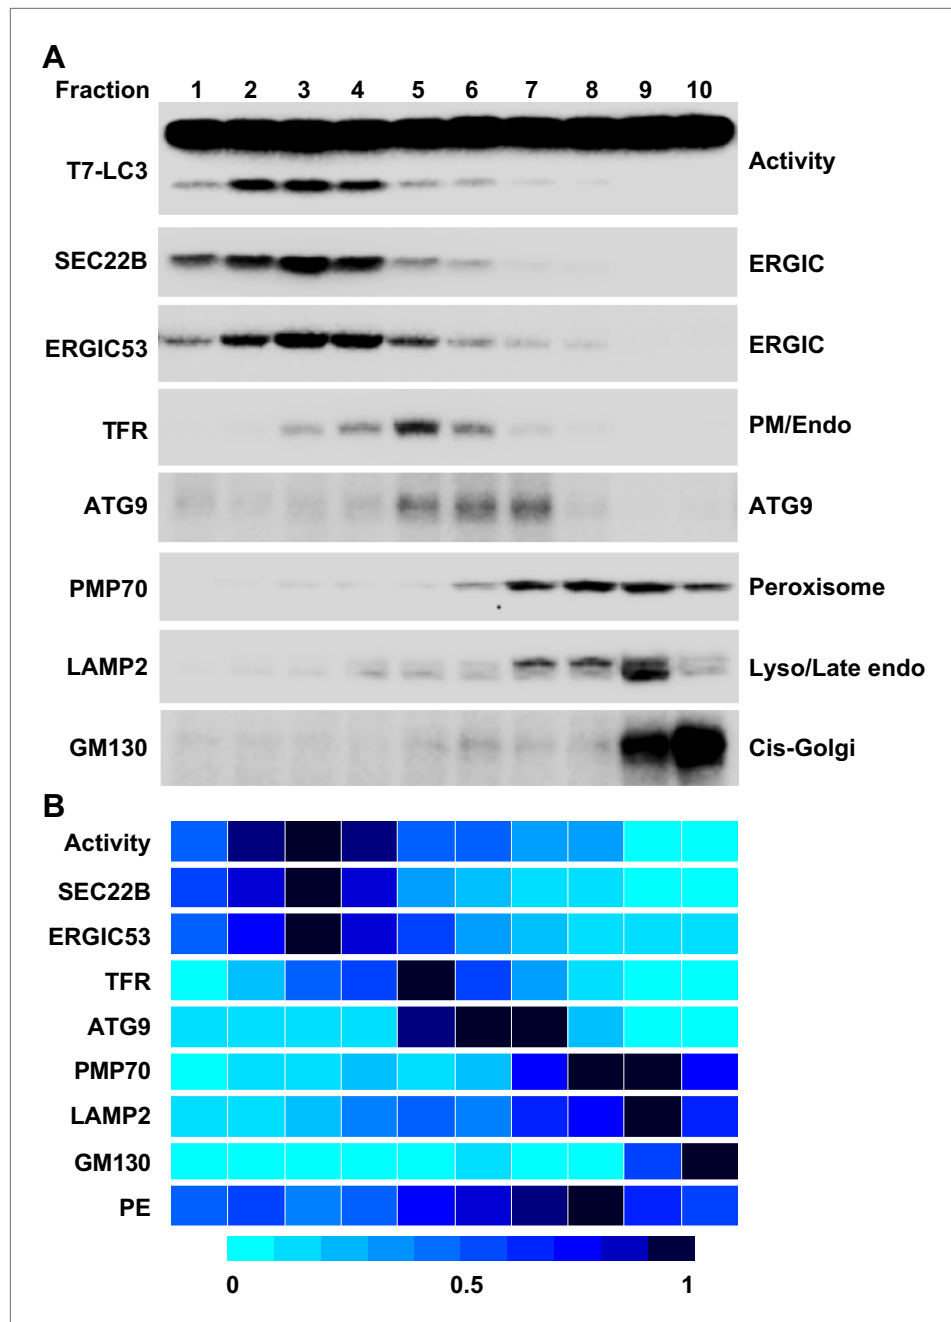 A
Fraction 1 2 3 4 5 6 7 8 9 10
T7-LC3 Activity
SEC22B ERGIC
ERGIC53 ERGIC
TFR PM/Endo
ATG9 ATG9
PMP70 Peroxisome
LAMP2 Lyso/Late endo
GM130 Cis-Golgi
B
Activity
SEC22B
ERGIC53
TFR
ATG9
PMP70
LAMP2
GM130
PE
0 0.5 1